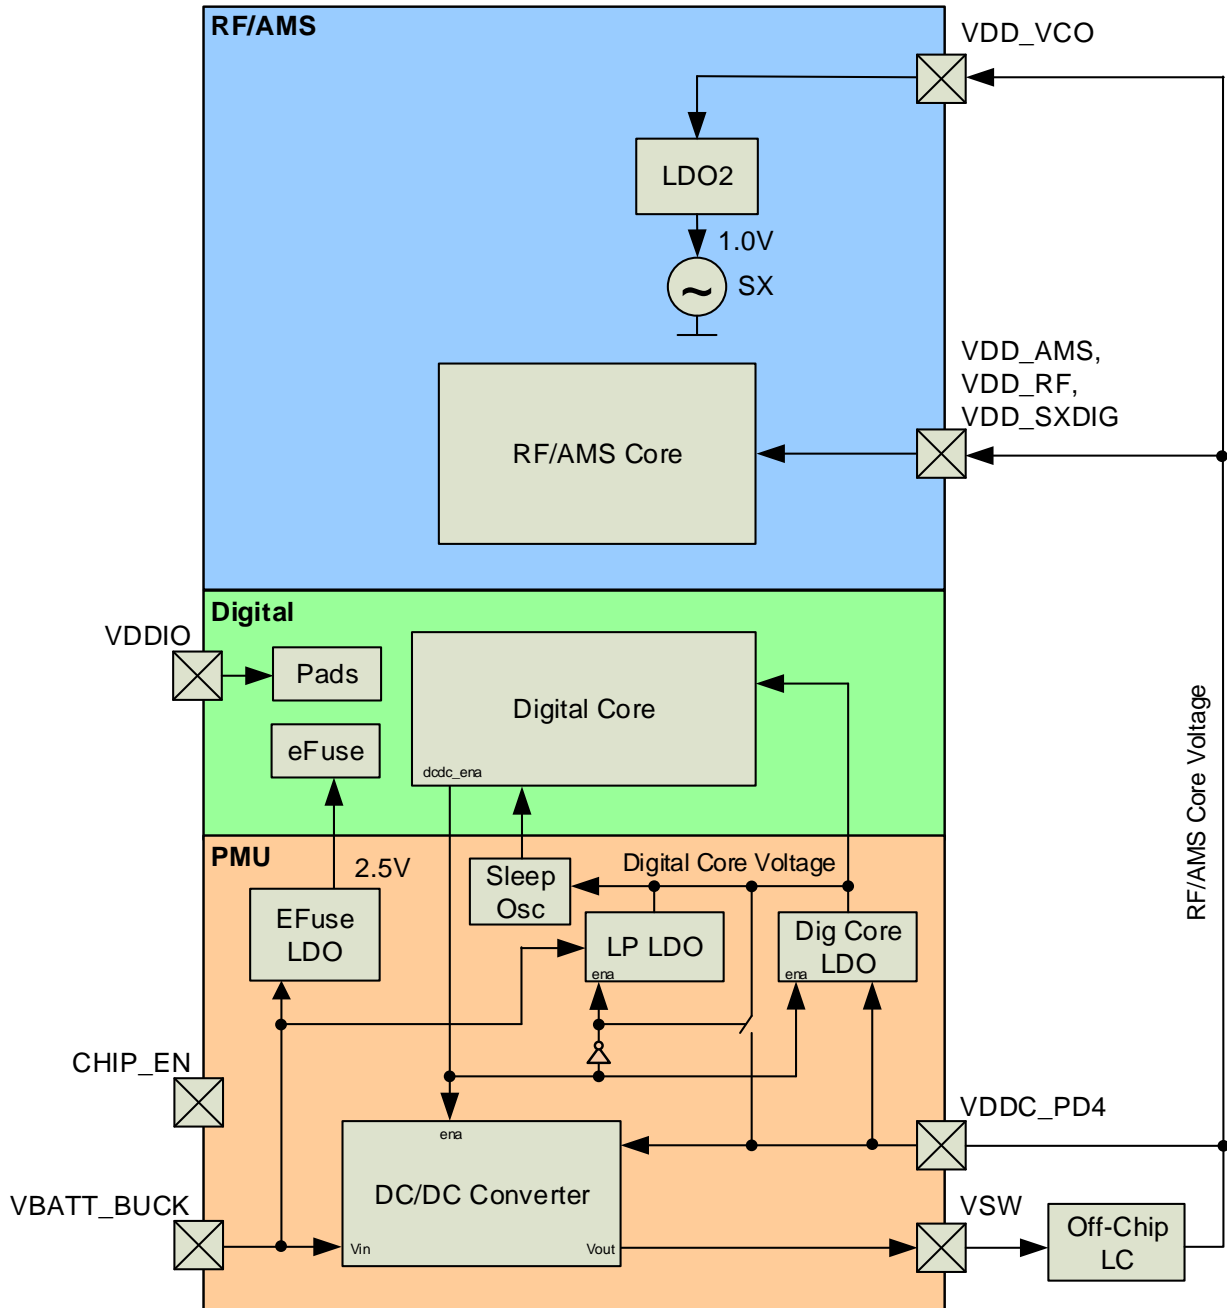 RF/AMS
VDD_VCO
LDO2
1.0V
~
SX
VDD_AMS,
VDD_RF,
VDD_SXDIG
RF/AMS Core
Digital
VDDIO
Pads
Digital Core
eFuse
dcdc_ena
RF/AMS Core Voltage
PMU
2.5V
Digital Core Voltage
Sleep
Osc
EFuse
LDO
LP LDO
ena
Dig Core
LDO
ena
CHIP_EN
VDDC_PD4
ena
DC/DC Converter
VBATT_BUCK
Vin
Vout
VSW
Off-Chip
LC